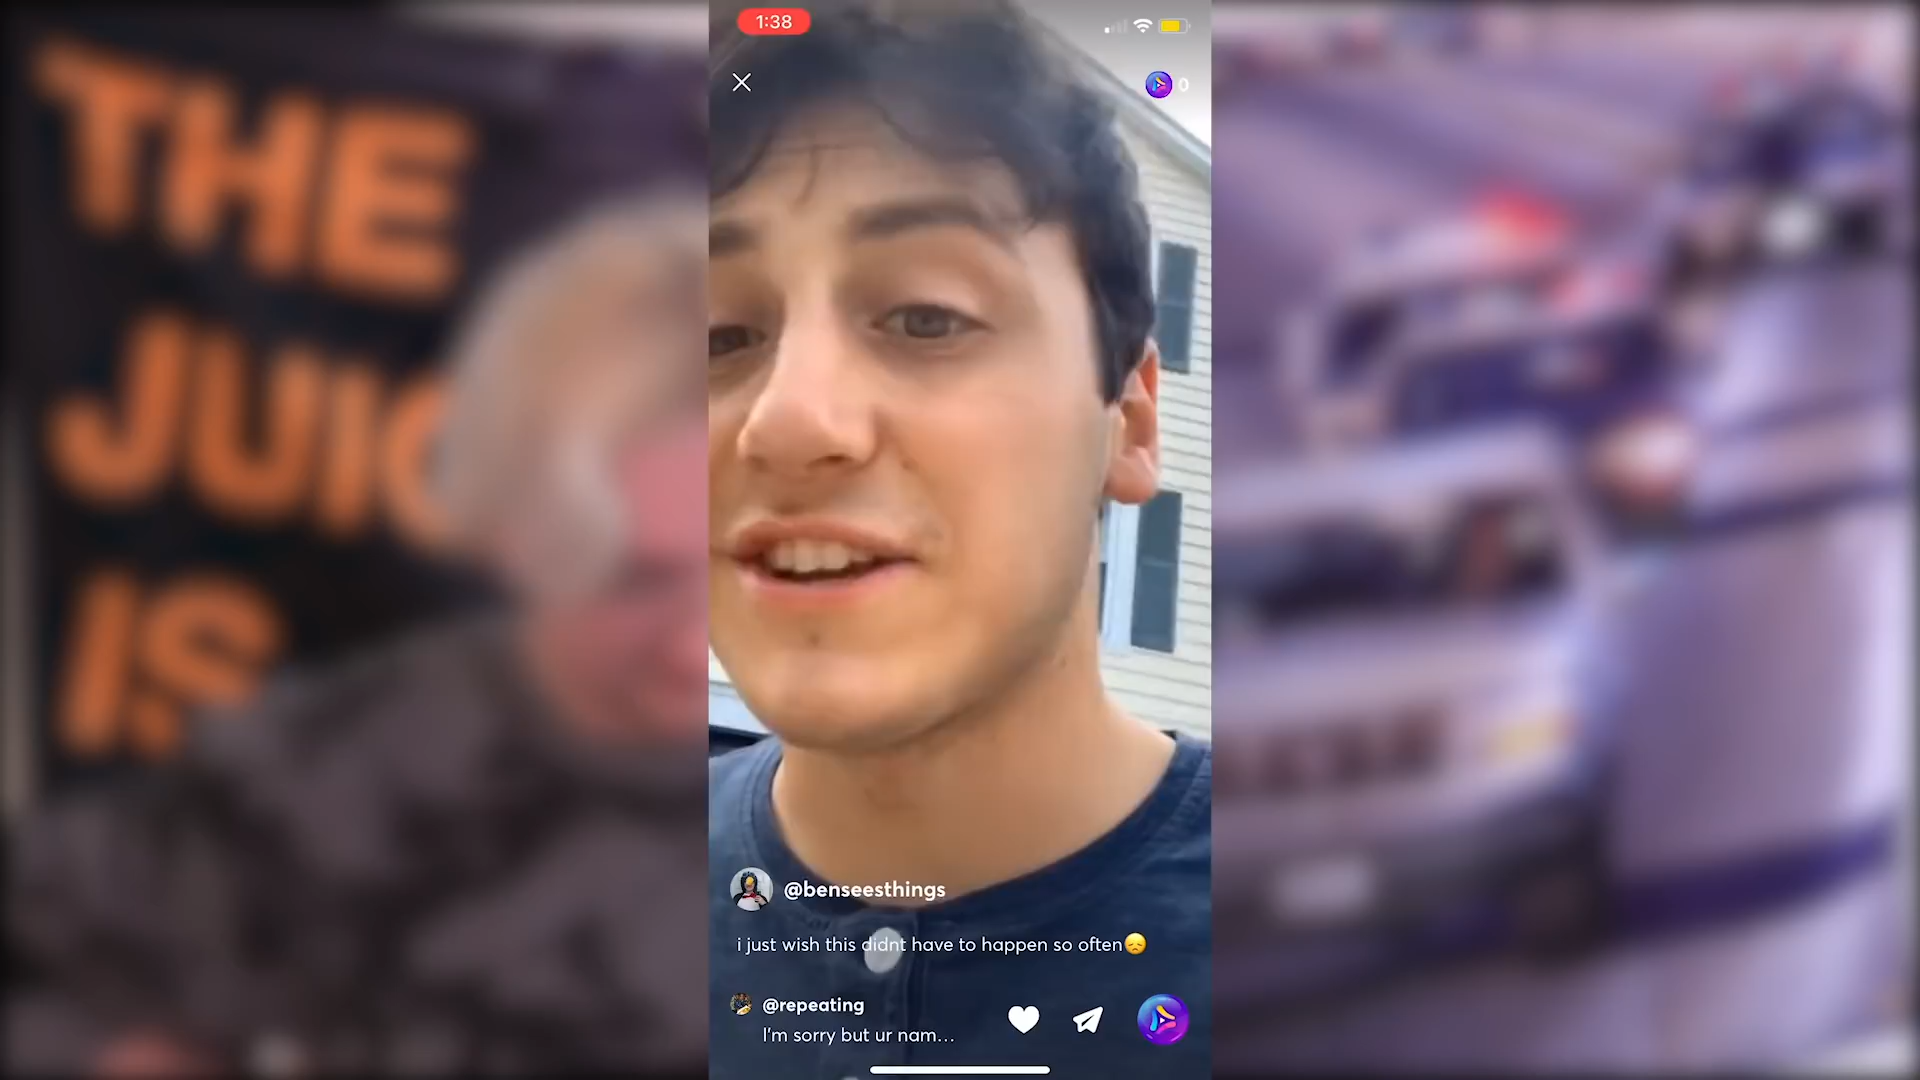 THE
JUIC
IS
1:38
0
@benseesthings
i just wish this didnt have to happen so often😞
@repeating
I'm sorry but ur nam...